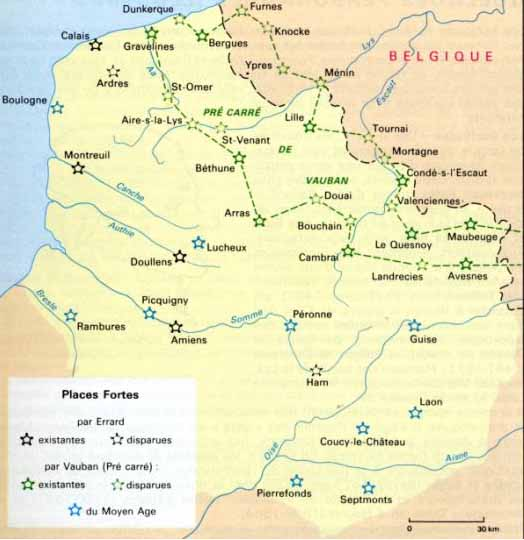 Dunkerque
Furnes
Gravelines
Bergues
Knocke
Calais
Lys
BELGIQUE
Ypres
Menín
Ardres
Aa
St-Omer
Escaut
Boulogne
PRÉ CARRÉ
Aire-s-la-Lys
Lille
Tournai
St-Venant
DE
Mortagne
Montreuil
Béthune
Condé-s-l'Escaut
VAUBAN
Canche
Douai
Valenciennes
Arras
Bouchain
Authie
Lucheux
Le Quesnoy
Maubeuge
Doullens
Cambrai
Landrecies
Avesnes
Bresle
Picquigny
Somme
Péronne
Rambures
Amiens
Guise
Ham
Laon
Coucy-le-Château
Oise
Aisne
Pierrefonds
Septmonts
Places Fortes
par Errard
existantes
disparues
par Vauban (Pré carré) :
existantes
disparues
du Moyen Age
0 30 km